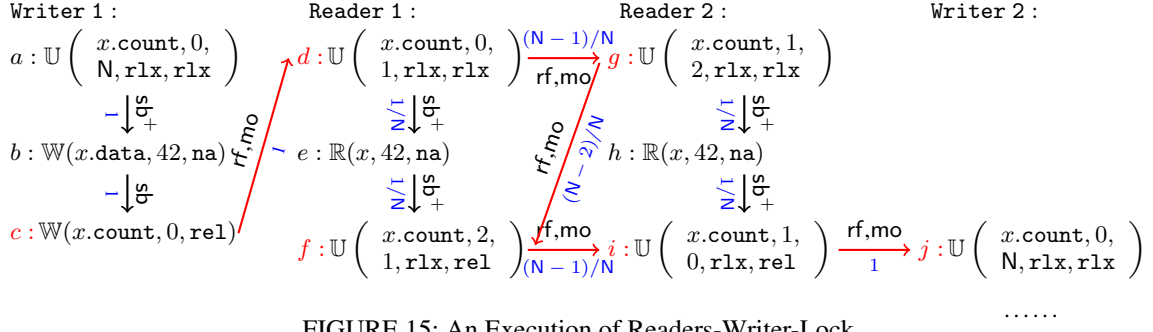 Writer 1 : Reader 1 : Reader 2 : Writer 2 :
a : 𝕌 ( x.count, 0, N, rlx, rlx )
1 sb+
b : 𝕎(x.data, 42, na)
1 sb
c : 𝕎(x.count, 0, rel)
rf,mo 1
d : 𝕌 ( x.count, 0, 1, rlx, rlx )
1/N sb+
e : ℝ(x, 42, na)
1/N sb+
f : 𝕌 ( x.count, 2, 1, rlx, rel )
(N − 1)/N
rf,mo
rf,mo (N − 2)/N
rf,mo
(N − 1)/N
g : 𝕌 ( x.count, 1, 2, rlx, rlx )
1/N sb+
h : ℝ(x, 42, na)
1/N sb+
i : 𝕌 ( x.count, 1, 0, rlx, rel )
rf,mo
1
j : 𝕌 ( x.count, 0, N, rlx, rlx )
......
FIGURE 15: An Execution of Readers-Writer-Lock